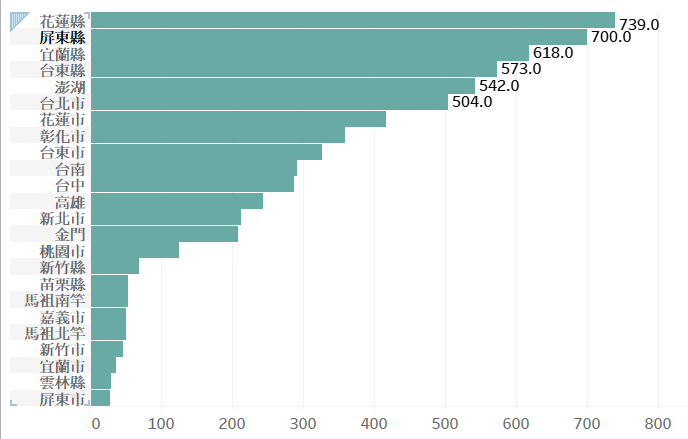 花蓮縣 739.0
屏東縣 700.0
宜蘭縣 618.0
台東縣 573.0
澎湖 542.0
台北市 504.0
花蓮市
彰化市
台東市
台南
台中
高雄
新北市
金門
桃園市
新竹縣
苗栗縣
馬祖南竿
嘉義市
馬祖北竿
新竹市
宜蘭市
雲林縣
屏東市
0 100 200 300 400 500 600 700 800